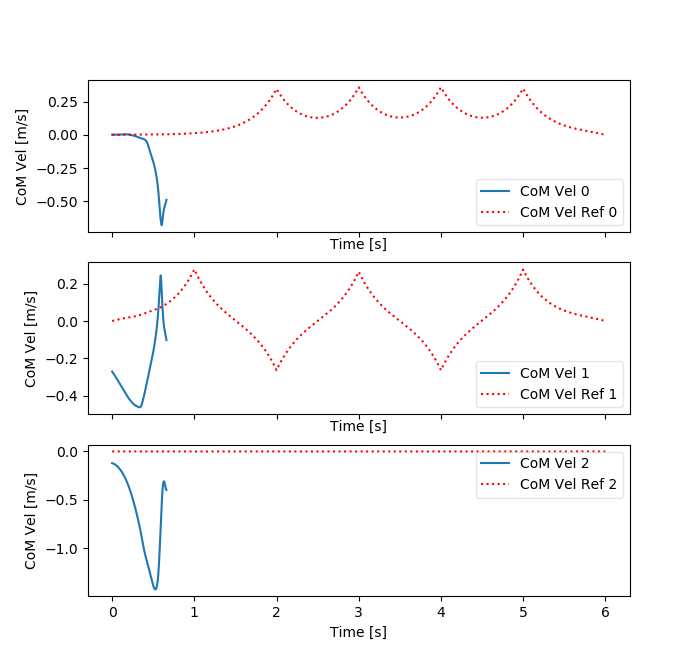 0.25
0.00
−0.25
−0.50
CoM Vel [m/s]
CoM Vel 0
CoM Vel Ref 0
Time [s]
0.2
0.0
−0.2
−0.4
CoM Vel [m/s]
CoM Vel 1
CoM Vel Ref 1
Time [s]
0.0
−0.5
−1.0
CoM Vel [m/s]
CoM Vel 2
CoM Vel Ref 2
0 1 2 3 4 5 6
Time [s]